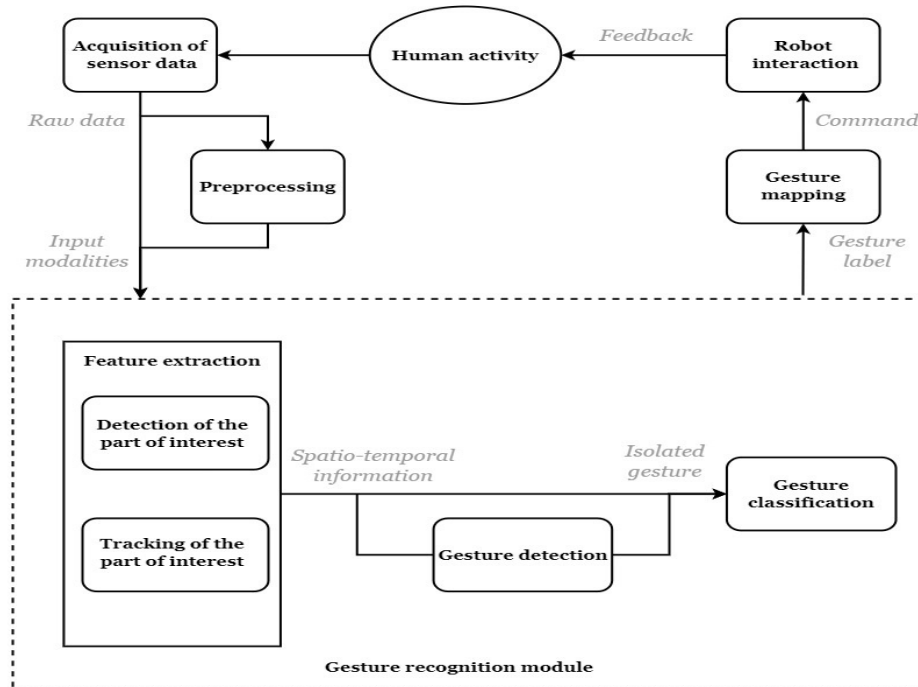 Acquisition of
sensor data
Human activity
Feedback
Robot
interaction
Raw data
Command
Preprocessing
Gesture
mapping
Input
modalities
Gesture
label
Feature extraction
Detection of the
part of interest
Spatio-temporal
information
Isolated
gesture
Gesture
classification
Tracking of the
part of interest
Gesture detection
Gesture recognition module